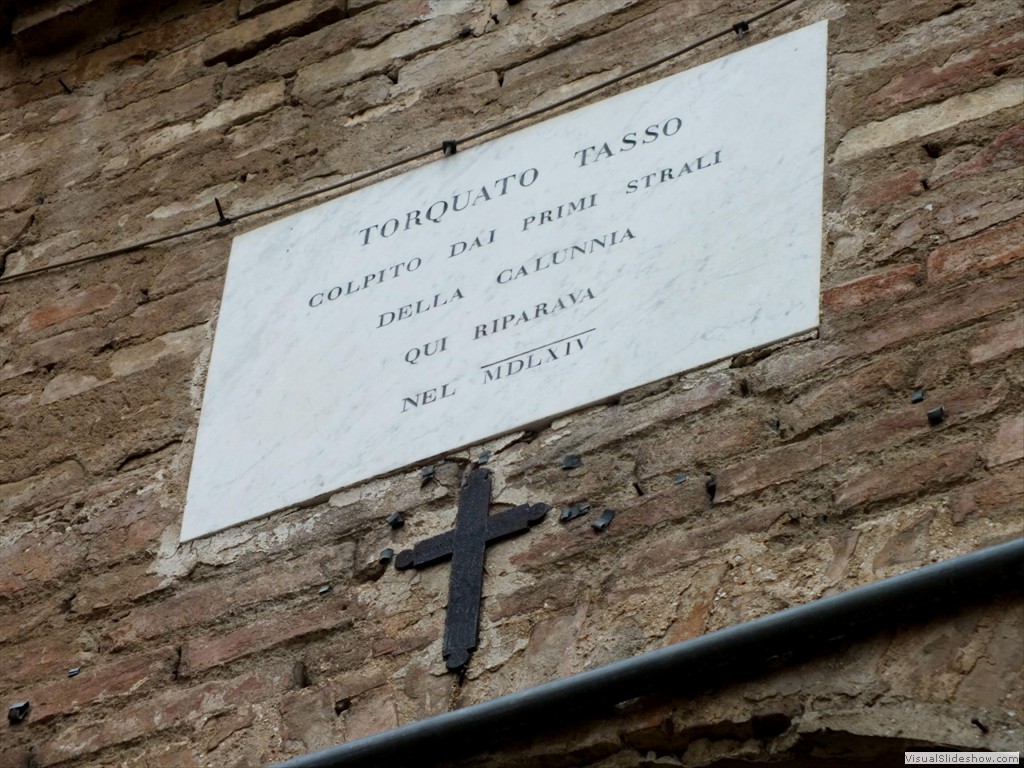 TORQUATO TASSO
COLPITO DAI PRIMI STRALI
DELLA CALUNNIA
QUI RIPARAVA
NEL MDLXIV
VisualSlideshow.com